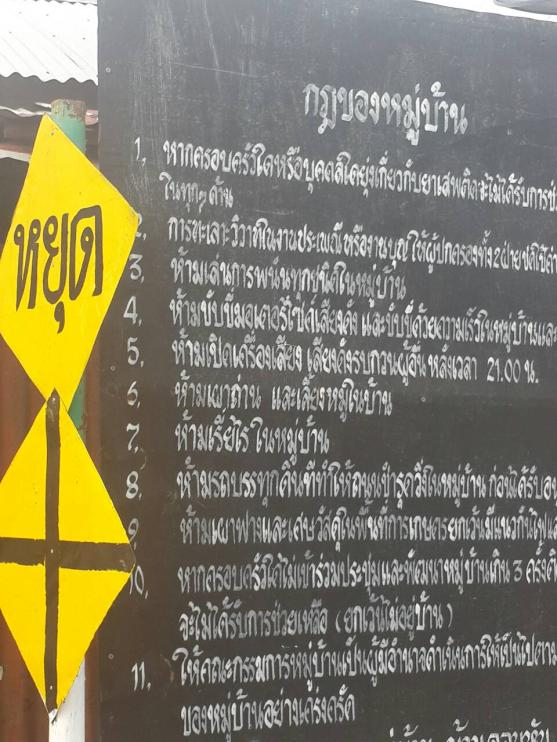 กฎของหมู่บ้าน
1. หากครอบครัวใดหรือบุคคลใดยุ่งเกี่ยวกับยาเสพติดจะไม่ได้รับการช่
ในทุกๆด้าน
2. การทะเลาะวิวาทในงานประเพณีหรืองานบุญ ให้ผู้ปกครองทั้ง2ฝ่าย
3. ห้ามเล่นการพนันทุกชนิดในหมู่บ้าน
4. ห้ามขับขี่มอเตอร์ไซค์เสียงดัง และขับขี่ด้วยความเร็วในหมู่บ้านและ
5. ห้ามเปิดเครื่องเสียง เสียงดังรบกวนผู้อื่น หลังเวลา 21.00 น.
6. ห้ามเผาถ่าน และเลี้ยงหมูในบ้าน
7. ห้ามเรี่ยไร ในหมู่บ้าน
8. ห้ามรถบรรทุกดินที่ทำให้ถนนชำรุดวิ่งในหมู่บ้าน ก่อนได้รับ
9. ห้ามเผาฟางและเศษวัสดุในพื้นที่การเกษตรยกเว้นมีแนวกันไฟ
10. หากครอบครัวใดไม่เข้าร่วมประชุมและพัฒนาหมู่บ้านเกิน 3 ครั้ง
จะไม่ได้รับการช่วยเหลือ (ยกเว้นไม่อยู่บ้าน)
11. ให้คณะกรรมการหมู่บ้านเป็นผู้มีอำนาจดำเนินการให้เป็นไปตาม
ของหมู่บ้านอย่างเคร่งครัด
หยุด